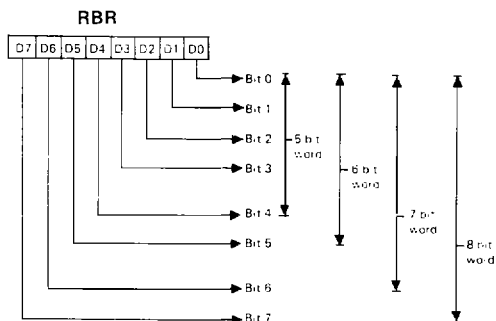 RBR
D7 D6 D5 D4 D3 D2 D1 D0
Bit 0
Bit 1
Bit 2
Bit 3
Bit 4
Bit 5
Bit 6
Bit 7
5 bit
word
6 bit
word
7 bit
word
8 bit
word